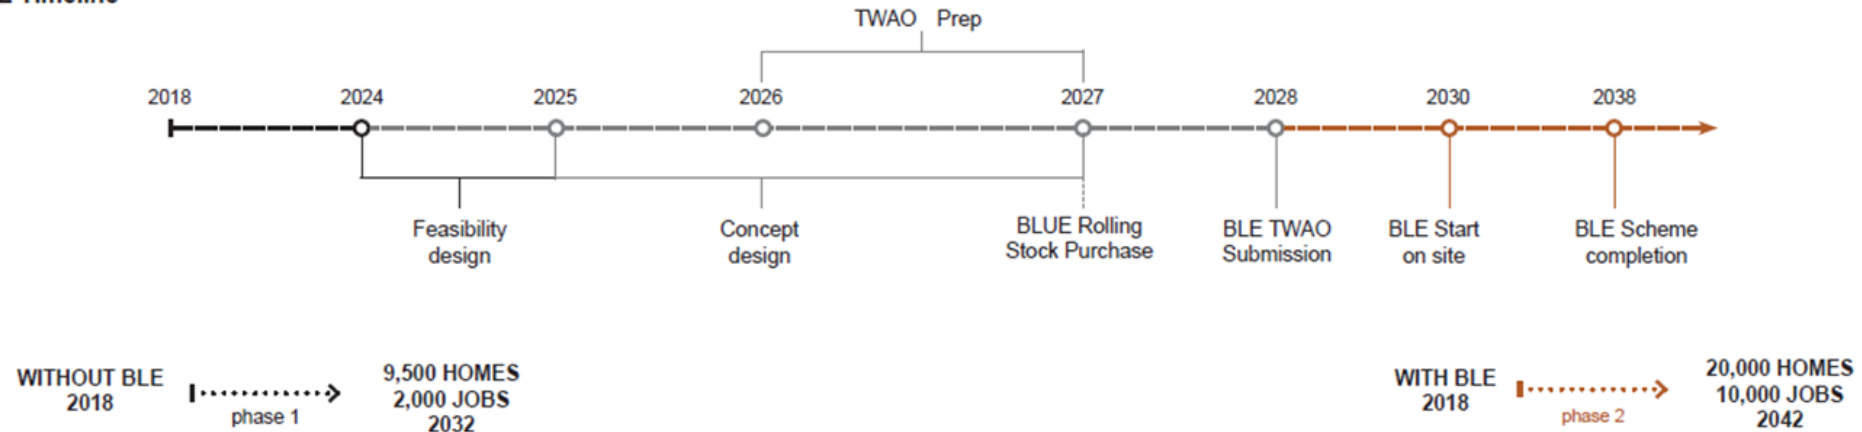 Timeline
TWAO Prep
2018 2024 2025 2026 2027 2028 2030 2038
Feasibility
design
Concept
design
BLUE Rolling
Stock Purchase
BLE TWAO
Submission
BLE Start
on site
BLE Scheme
completion
WITHOUT BLE
2018
phase 1
9,500 HOMES
2,000 JOBS
2032
WITH BLE
2018
phase 2
20,000 HOMES
10,000 JOBS
2042